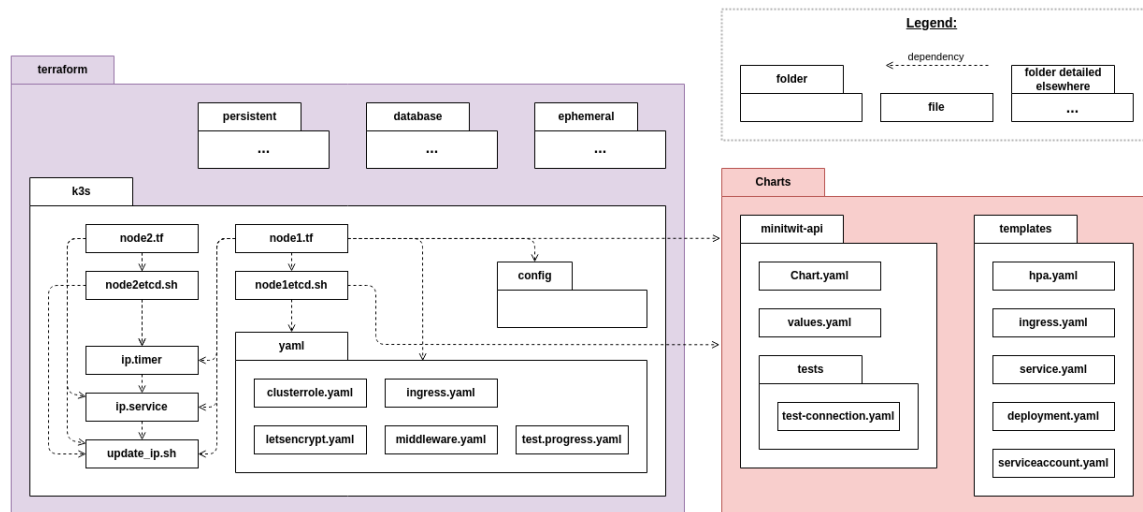 Legend:
dependency
folder
file
folder detailed
elsewhere
...
terraform
persistent
...
database
...
ephemeral
...
k3s
node2.tf
node1.tf
node2etcd.sh
node1etcd.sh
config
ip.timer
ip.service
update_ip.sh
yaml
clusterrole.yaml
ingress.yaml
letsencrypt.yaml
middleware.yaml
test.progress.yaml
Charts
minitwit-api
Chart.yaml
values.yaml
tests
test-connection.yaml
templates
hpa.yaml
ingress.yaml
service.yaml
deployment.yaml
serviceaccount.yaml